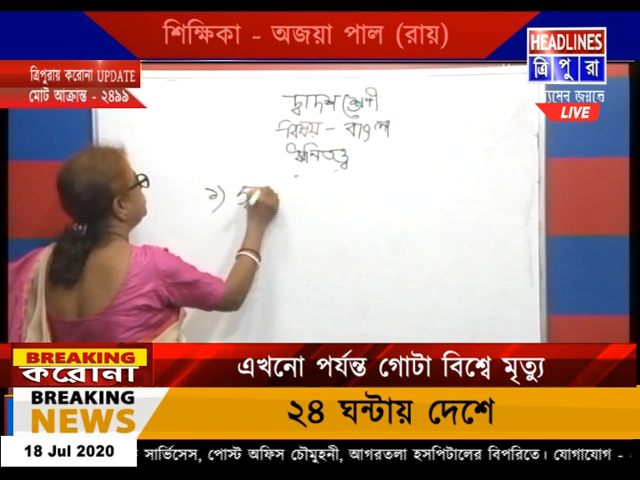 শিক্ষিকা - অজয়া পাল (রায়)
HEADLINES
ত্রিপুরা
LIVE
ত্রিপুরায় করোনা UPDATE
মোট আক্রান্ত - ২৪৯৯
দ্বাদশ শ্রেণী
বিষয় - বাংলা
ধ্বনিতত্ত্ব
১)
BREAKING
করোনা
এখনো পর্যন্ত গোটা বিশ্বে মৃত্যু
BREAKING
NEWS
২৪ ঘন্টায় দেশে
18 Jul 2020
সার্ভিসেস, পোস্ট অফিস চৌমুহনী, আগরতলা হসপিটালের বিপরিতে। যোগাযোগ -